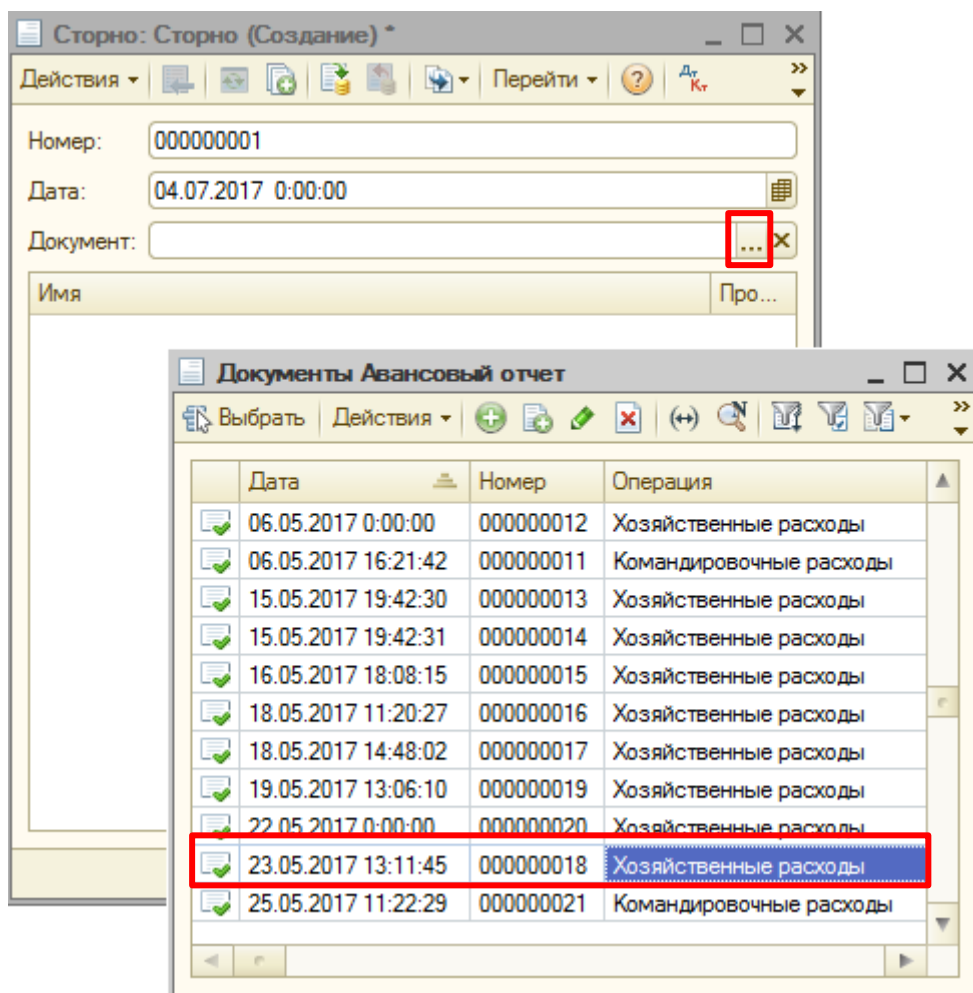 Сторно: Сторно (Создание) *
Действия Перейти ? Дт Кт »
Номер: 000000001
Дата: 04.07.2017 0:00:00
Документ: ... ×
Имя Про...
Документы Авансовый отчет
Выбрать Действия »
Дата Номер Операция
06.05.2017 0:00:00 000000012 Хозяйственные расходы
06.05.2017 16:21:42 000000011 Командировочные расходы
15.05.2017 19:42:30 000000013 Хозяйственные расходы
15.05.2017 19:42:31 000000014 Хозяйственные расходы
16.05.2017 18:08:15 000000015 Хозяйственные расходы
18.05.2017 11:20:27 000000016 Хозяйственные расходы
18.05.2017 14:48:02 000000017 Хозяйственные расходы
19.05.2017 13:06:10 000000019 Хозяйственные расходы
22.05.2017 0:00:00 000000020 Хозяйственные расходы
23.05.2017 13:11:45 000000018 Хозяйственные расходы
25.05.2017 11:22:29 000000021 Командировочные расходы